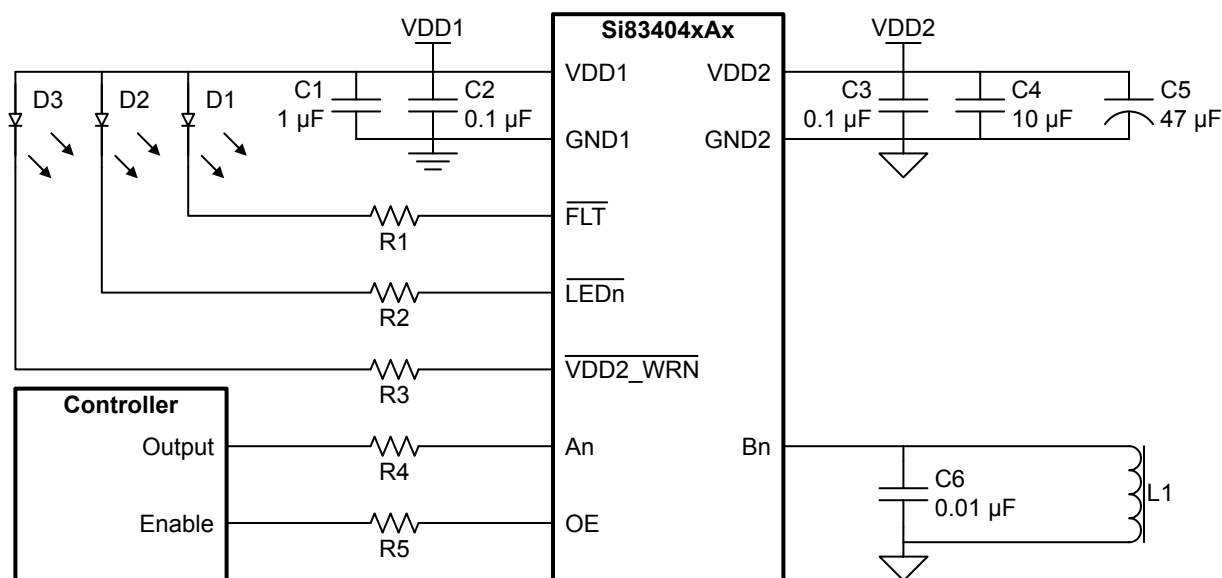 VDD1
Si83404xAx
VDD2
VDD1
VDD2
D3
D2
D1
C1
1 µF
C2
0.1 µF
C3
0.1 µF
C4
10 µF
C5
47 µF
GND1
GND2
FLT
R1
LEDn
R2
VDD2_WRN
R3
Controller
Output
R4
An
Bn
C6
0.01 µF
L1
Enable
R5
OE